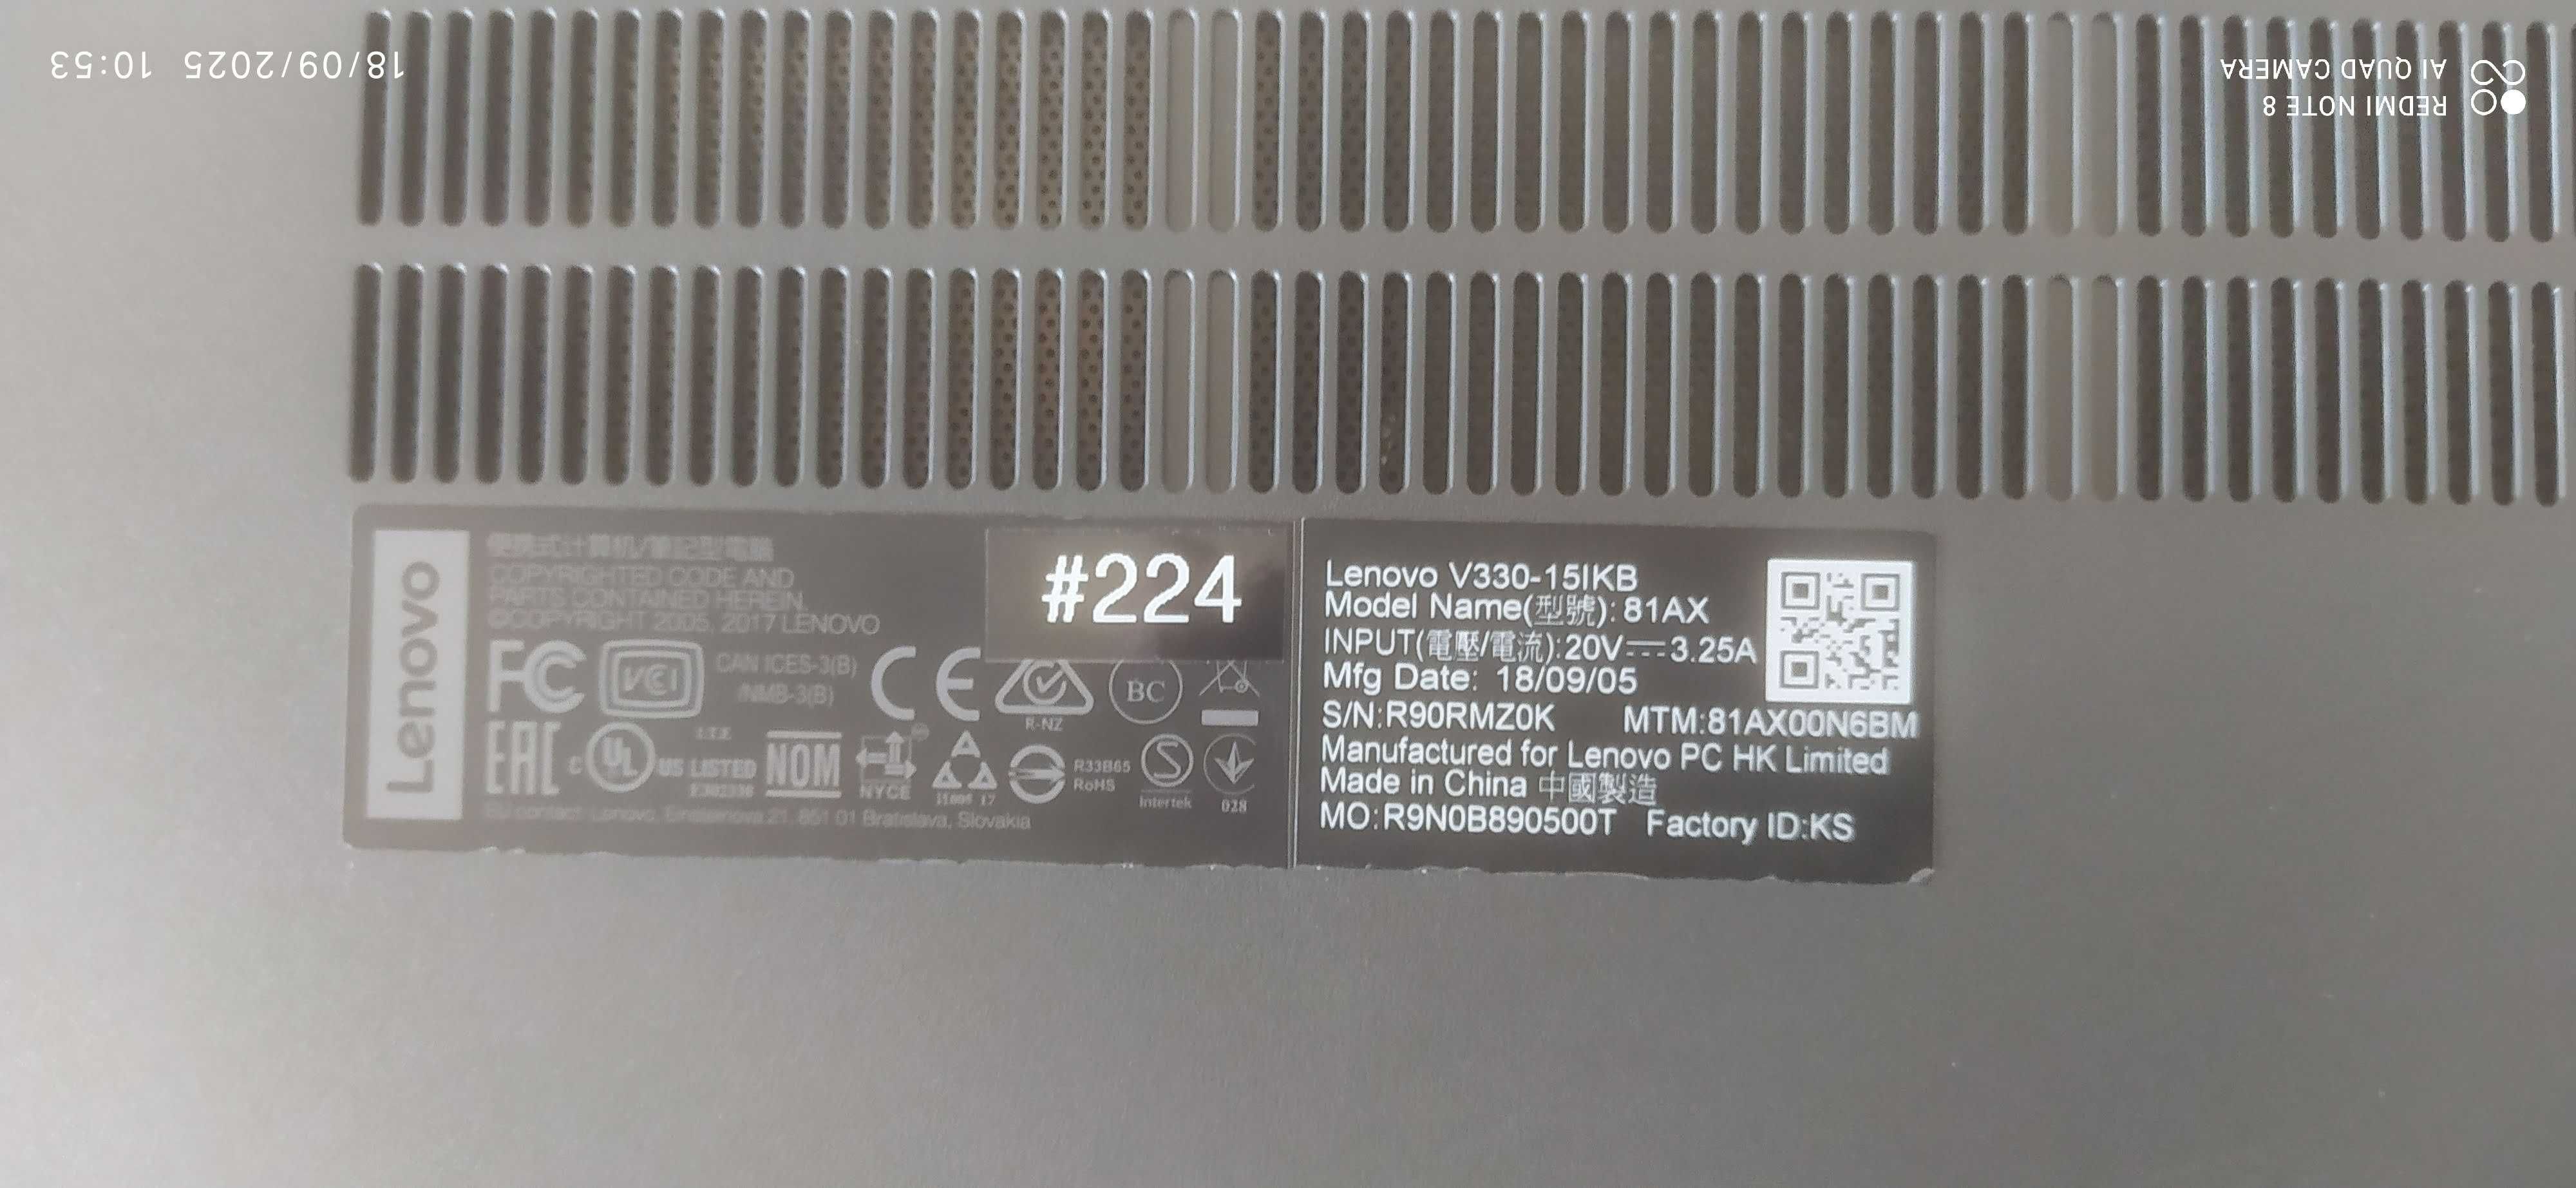 18/09/2025 10:53
REDMI NOTE 8
AI QUAD CAMERA
Lenovo
便携式计算机/筆記型電腦
COPYRIGHTED CODE AND
PARTS CONTAINED HEREIN.
©COPYRIGHT 2005, 2017 LENOVO
FC VCI CAN ICES-3(B)
/NMB-3(B)
CE
R-NZ
BC
EAC
c UL US LISTED
I.T.E.
NOM
NYCE
R33B65
RoHS
S
Intertek
028
EU contact: Lenovo, Einsteinova 21, 851 01 Bratislava, Slovakia
#224
Lenovo V330-15IKB
Model Name(型號): 81AX
INPUT(電壓/電流):20V⎓3.25A
Mfg Date: 18/09/05
S/N:R90RMZ0K MTM:81AX00N6BM
Manufactured for Lenovo PC HK Limited
Made in China 中國製造
MO:R9N0B890500T Factory ID:KS